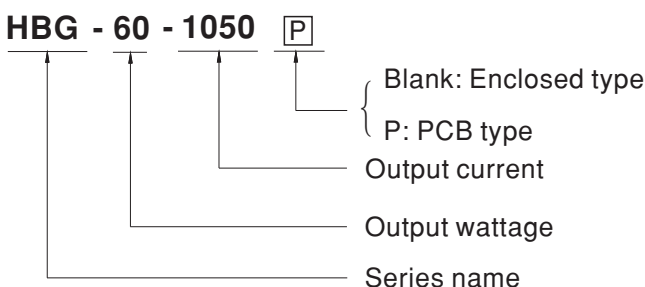 HBG - 60 - 1050 P
Blank: Enclosed type
P: PCB type
Output current
Output wattage
Series name